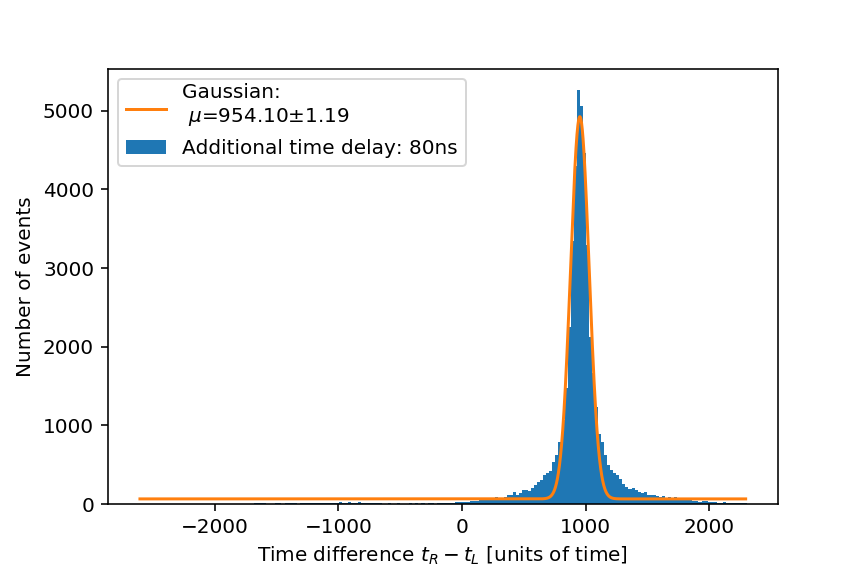 Gaussian:
μ=954.10±1.19
Additional time delay: 80ns
5000
4000
3000
2000
1000
0
Number of events
−2000
−1000
0
1000
2000
Time difference t_R − t_L [units of time]